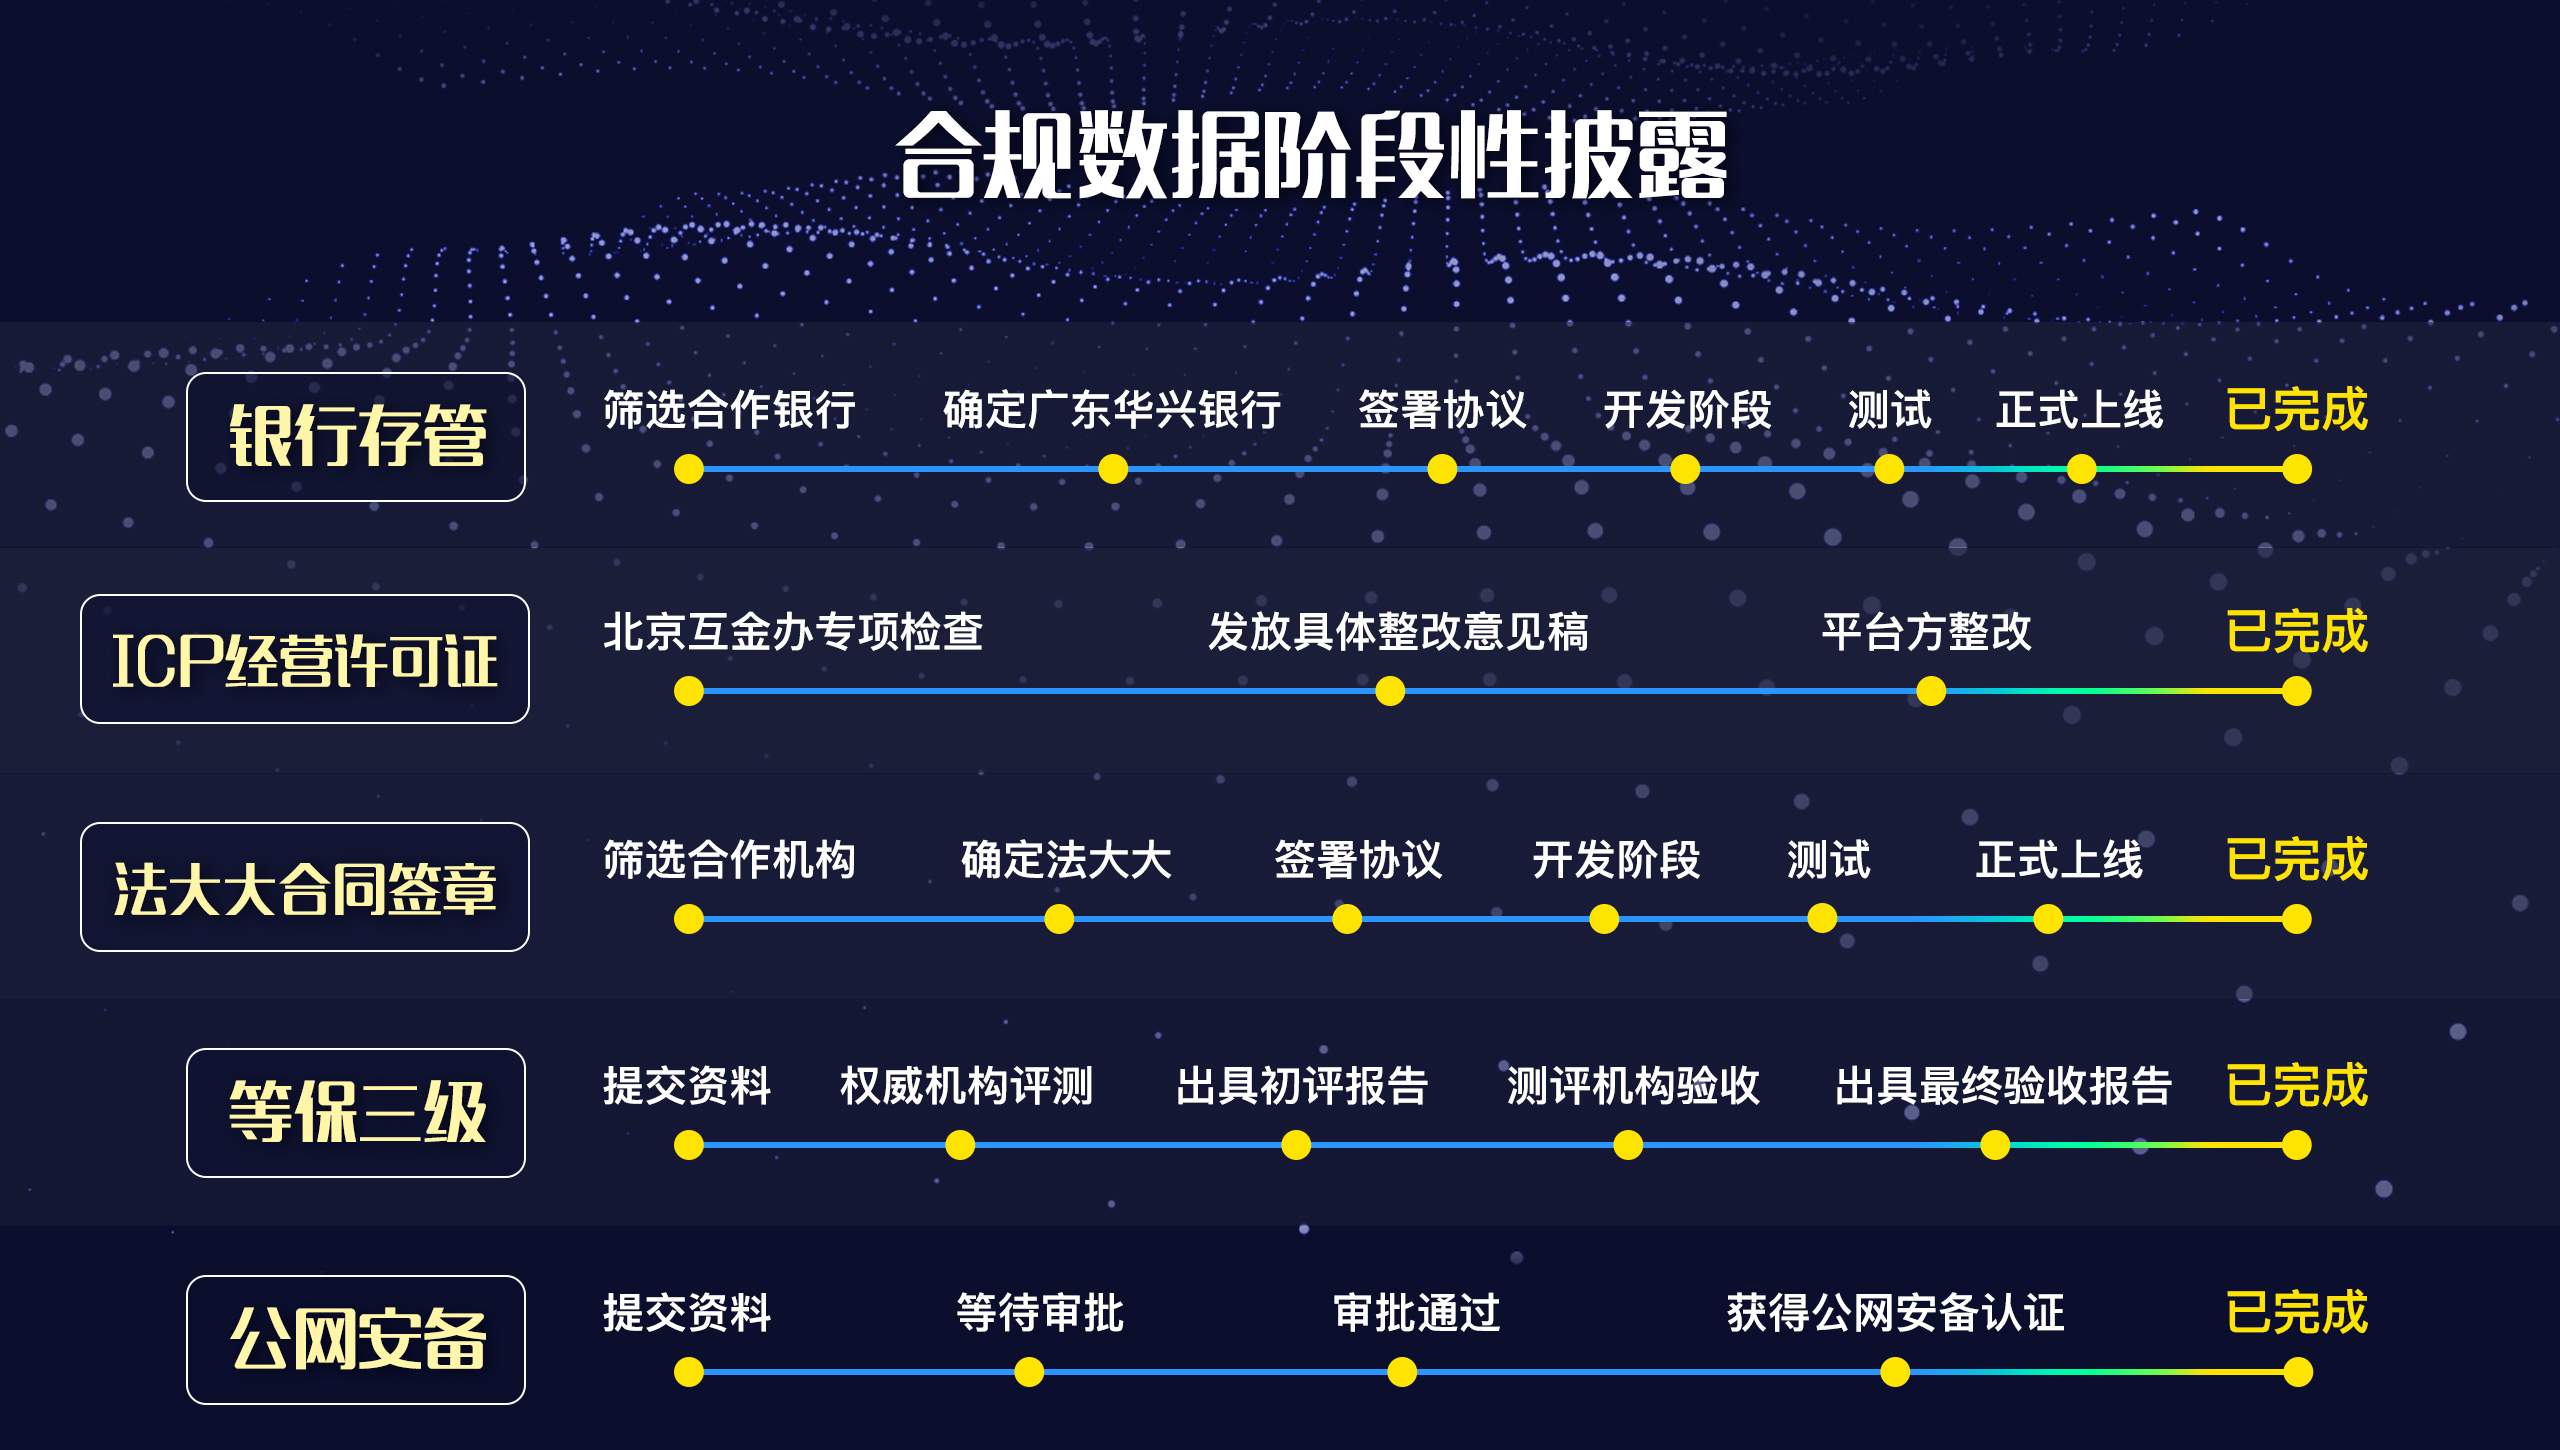 合规数据阶段性披露
银行存管
筛选合作银行 确定广东华兴银行 签署协议 开发阶段 测试 正式上线 已完成
ICP经营许可证
北京互金办专项检查 发放具体整改意见稿 平台方整改 已完成
法大大合同签章
筛选合作机构 确定法大大 签署协议 开发阶段 测试 正式上线 已完成
等保三级
提交资料 权威机构评测 出具初评报告 测评机构验收 出具最终验收报告 已完成
公网安备
提交资料 等待审批 审批通过 获得公网安备认证 已完成